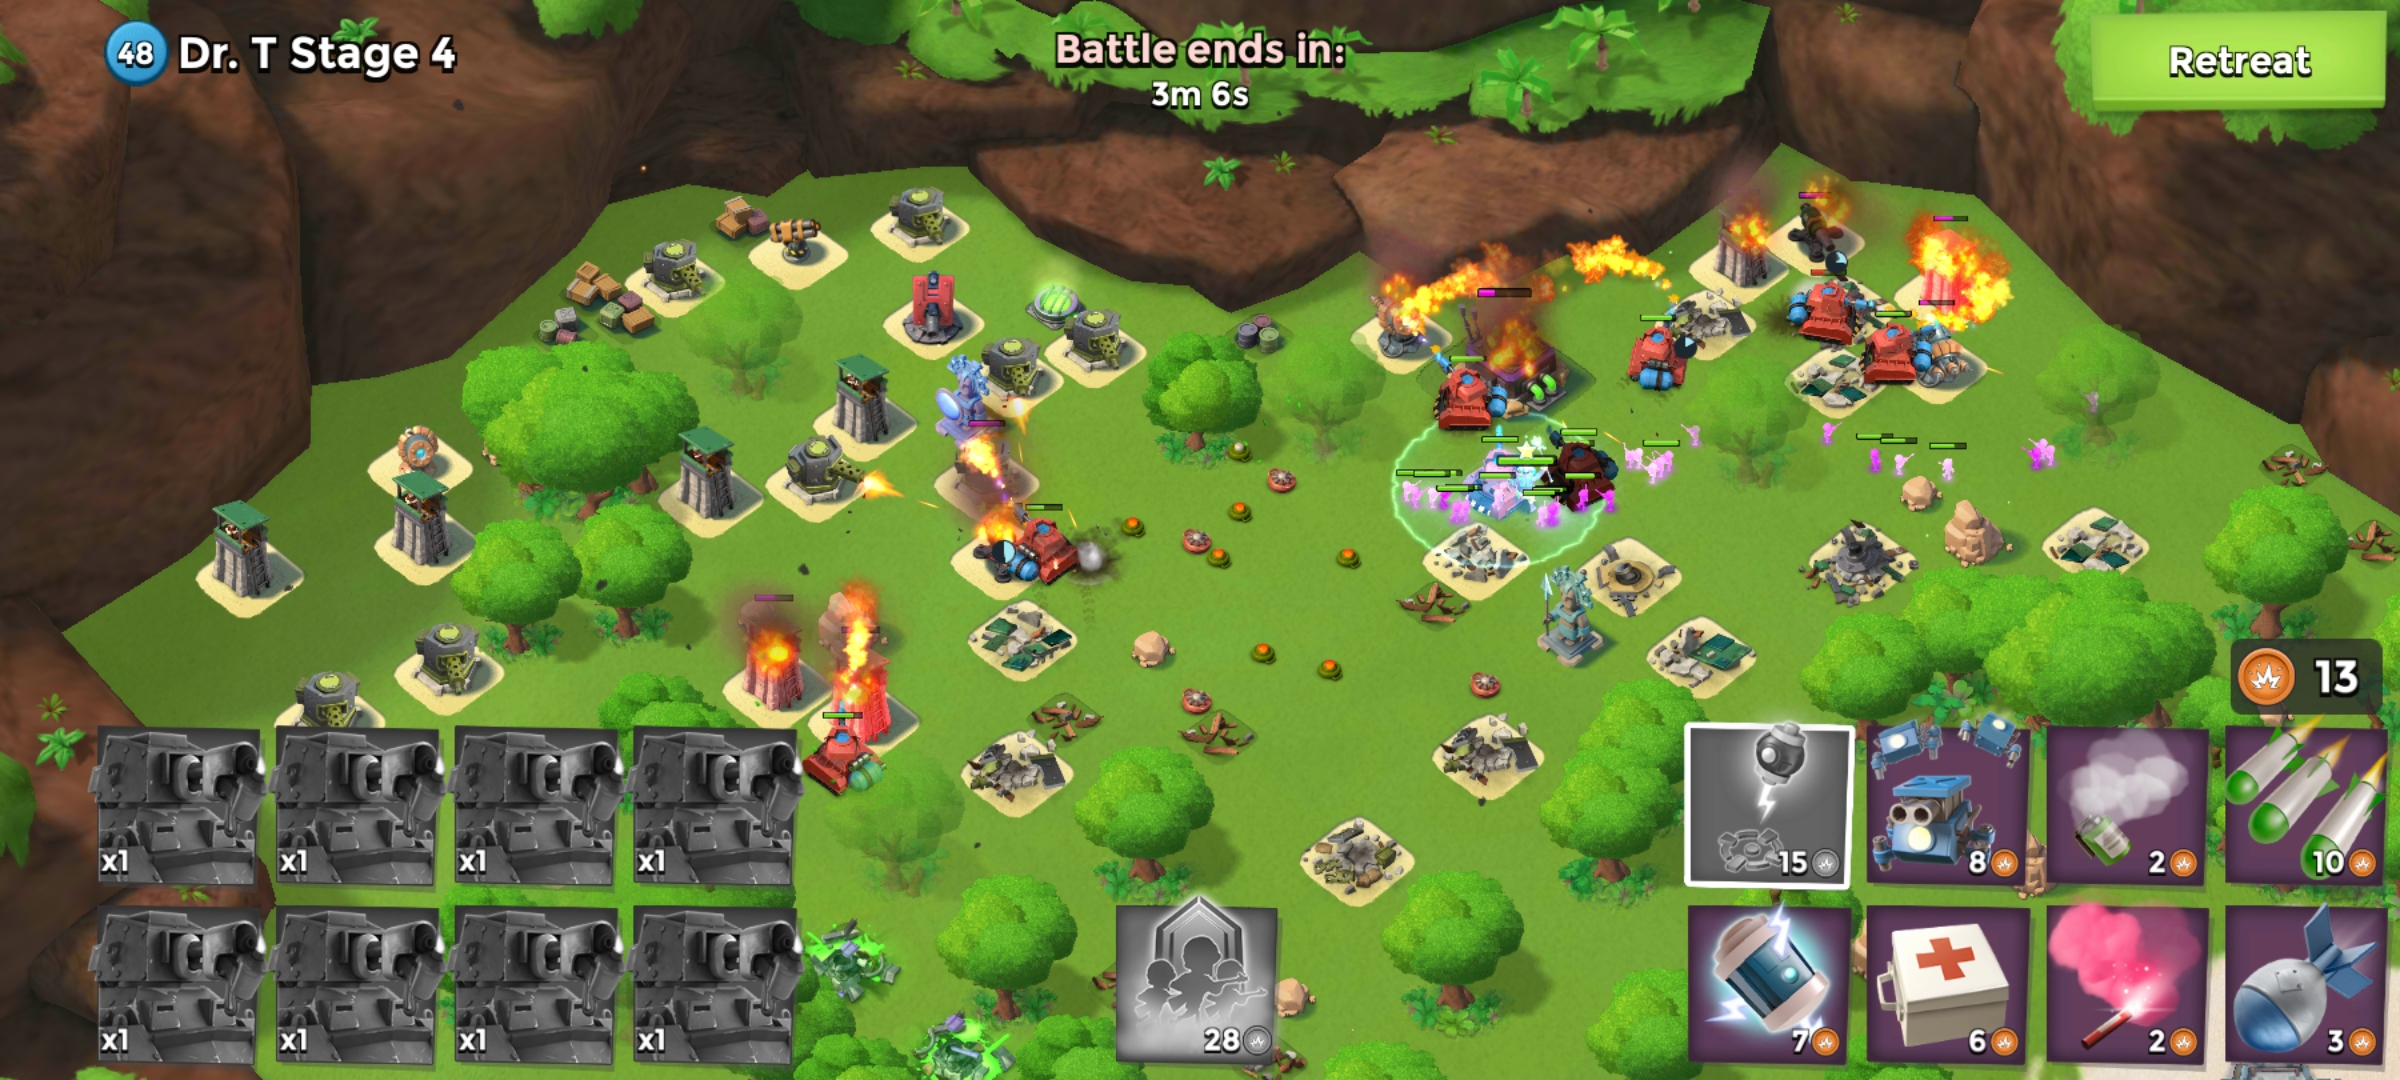 48 Dr. T Stage 4
Battle ends in:
3m 6s
Retreat
13
x1 x1 x1 x1
15 8 2 10
x1 x1 x1 x1
28
7 6 2 3